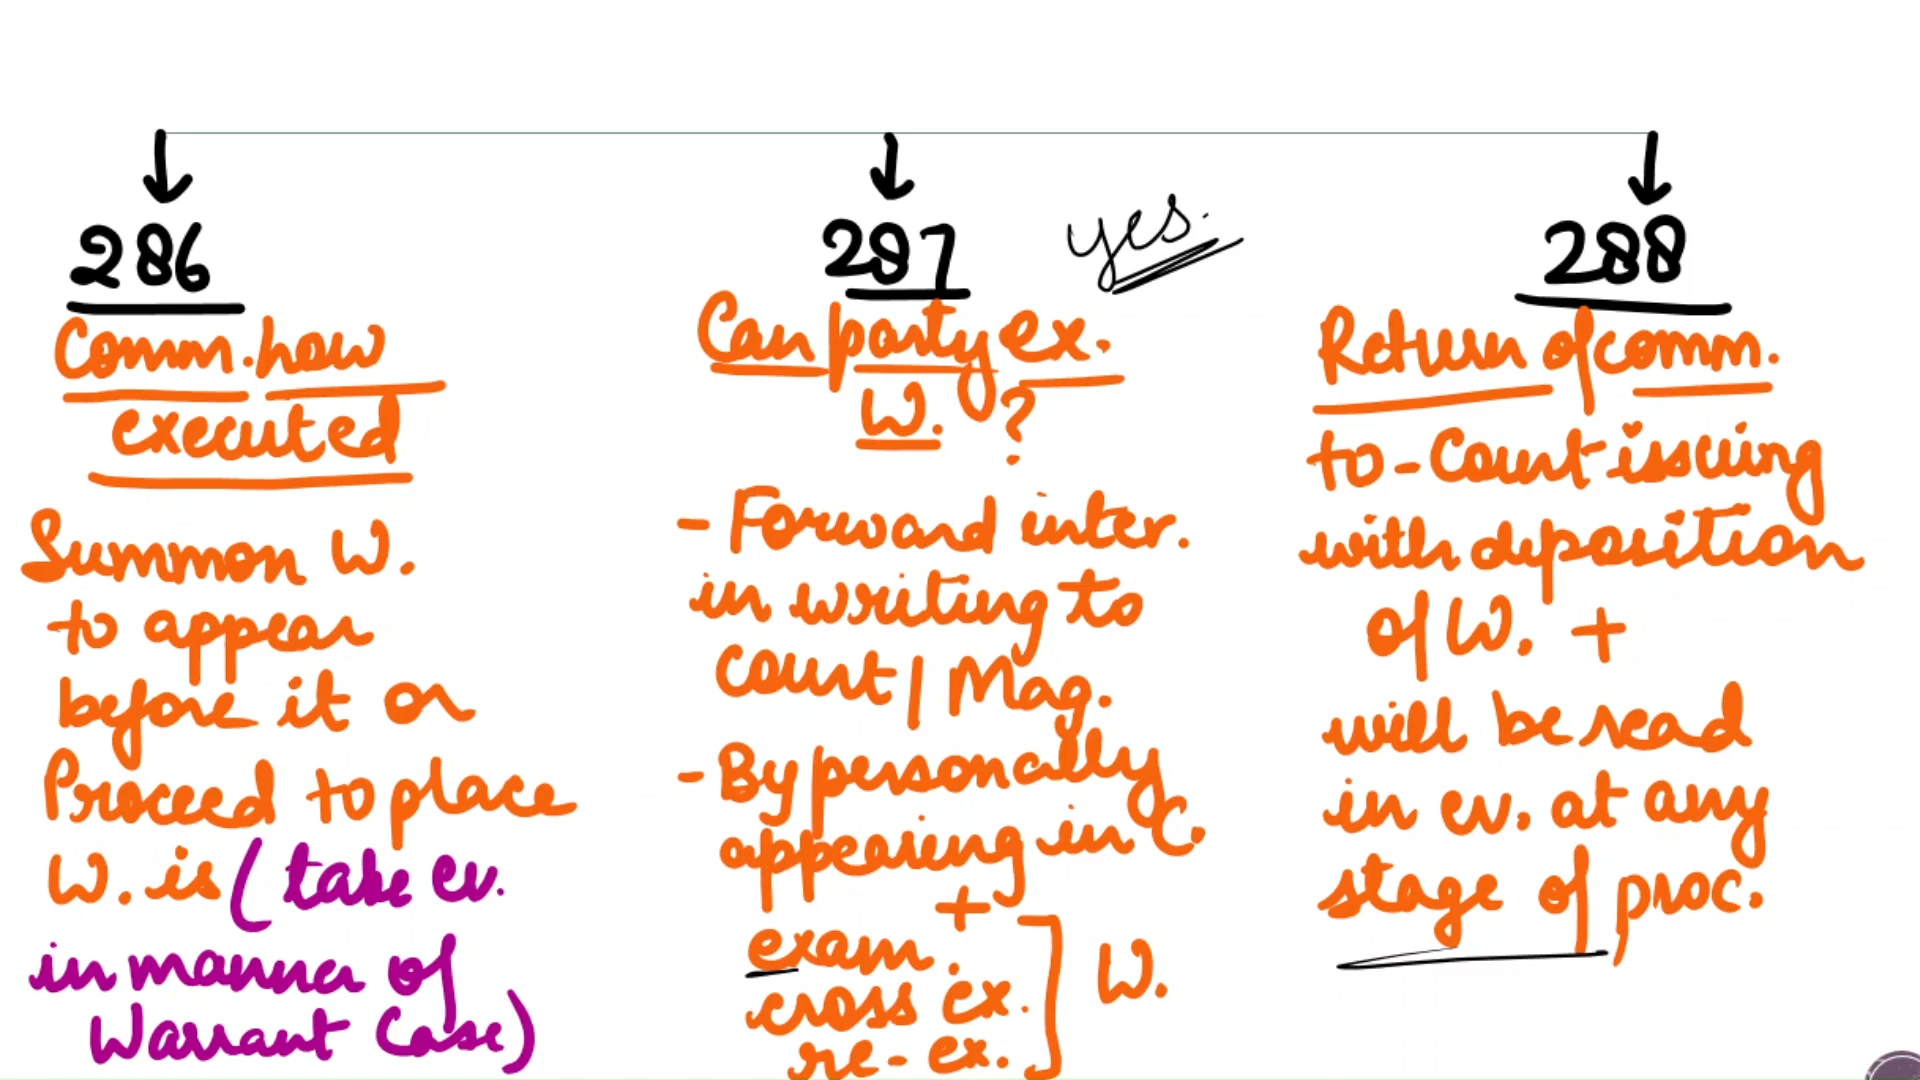 286
Comm. how
executed
Summon W.
to appear
before it or
Proceed to place
W. is (take ev.
in manner of
Warrant Case)
287 yes.
Can party ex.
W. ?
- Forward inter.
in writing to
Court / Mag.
- By personally
appearing in C.
+
exam.
cross ex.
re- ex.
W.
288
Return of comm.
to - Court issuing
with deposition
of W. +
will be read
in ev. at any
stage of proc.